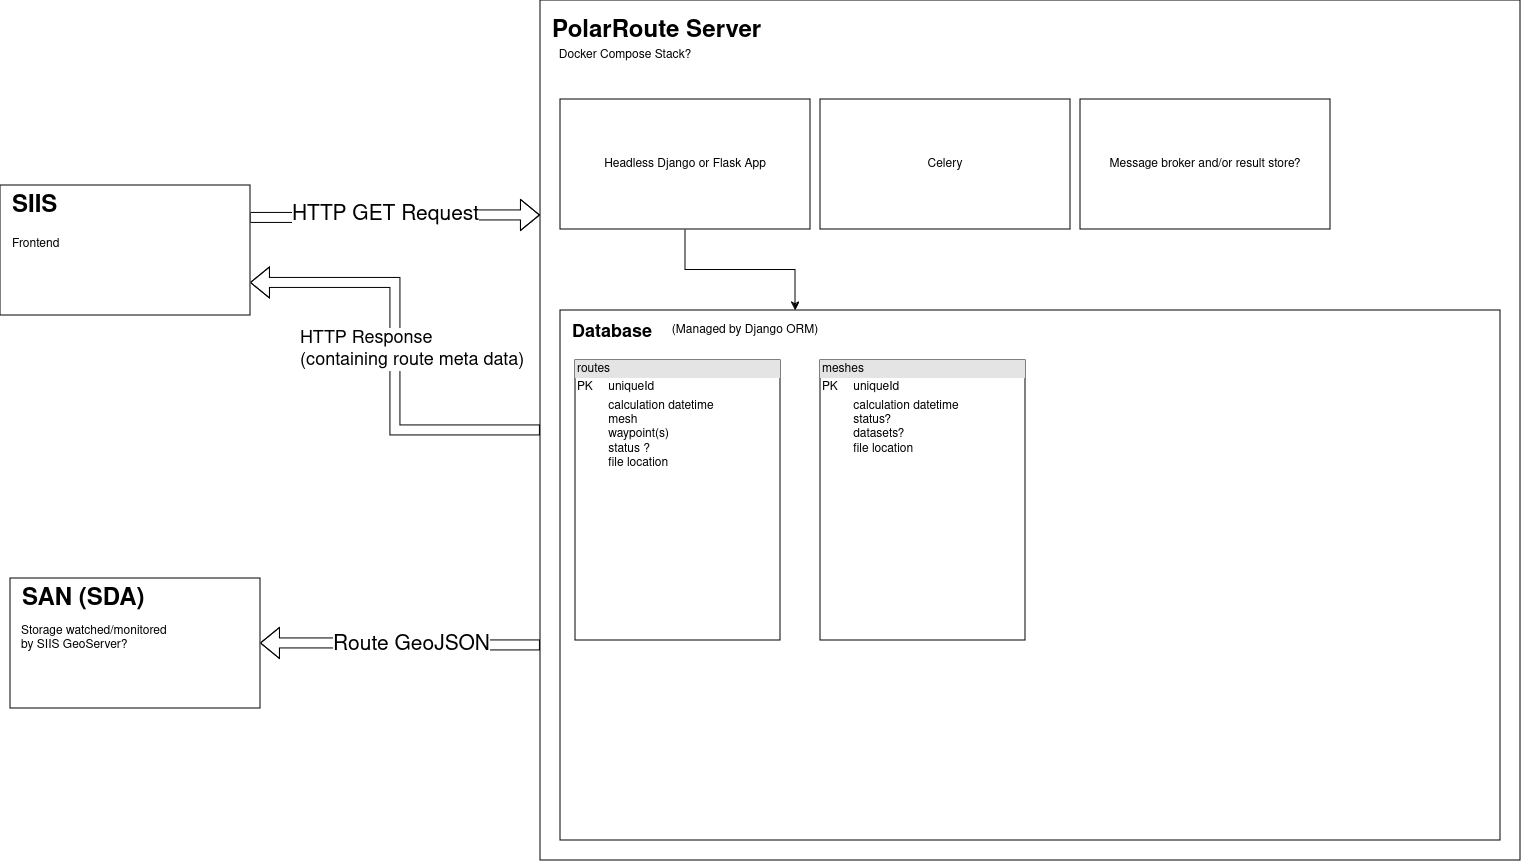 PolarRoute Server
Docker Compose Stack?
Headless Django or Flask App
Celery
Message broker and/or result store?
SIIS
Frontend
HTTP GET Request
HTTP Response
(containing route meta data)
Database (Managed by Django ORM)
routes
PK uniqueId
calculation datetime
mesh
waypoint(s)
status ?
file location
meshes
PK uniqueId
calculation datetime
status?
datasets?
file location
SAN (SDA)
Storage watched/monitored
by SIIS GeoServer?
Route GeoJSON